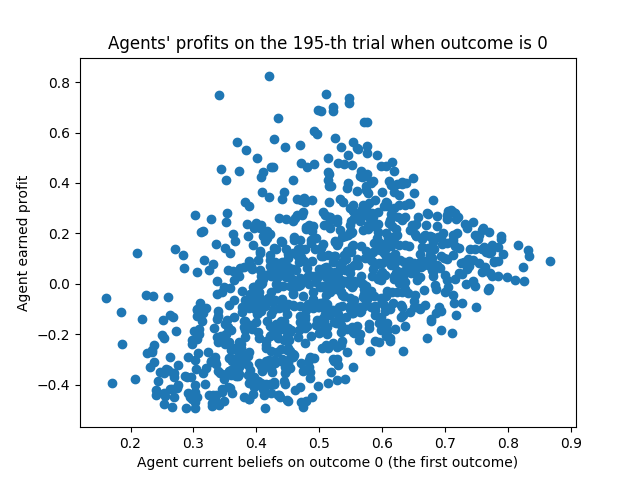 Agents' profits on the 195-th trial when outcome is 0
0.8
0.6
0.4
0.2
0.0
−0.2
−0.4
Agent earned profit
0.2 0.3 0.4 0.5 0.6 0.7 0.8 0.9
Agent current beliefs on outcome 0 (the first outcome)